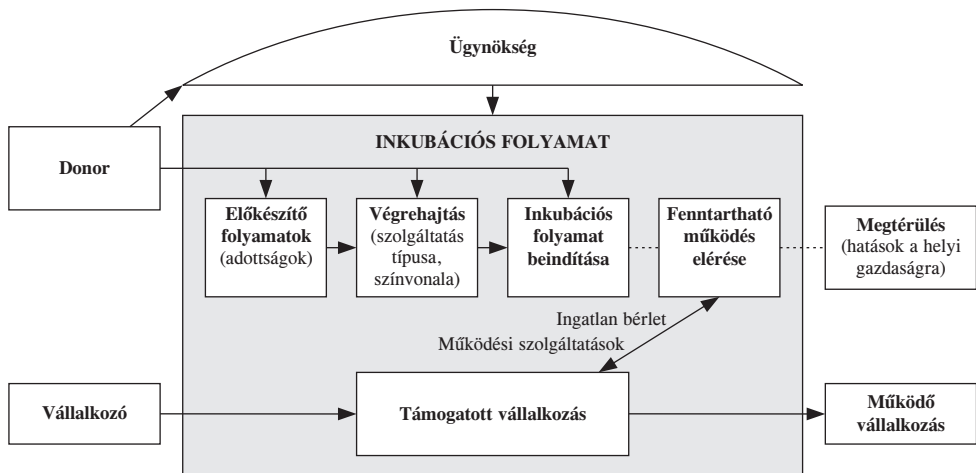 Ügynökség
INKUBÁCIÓS FOLYAMAT
Donor
Előkészítő
folyamatok
(adottságok)
Végrehajtás
(szolgáltatás
típusa,
színvonala)
Inkubációs
folyamat
beindítása
Fenntartható
működés
elérése
Megtérülés
(hatások a helyi
gazdaságra)
Ingatlan bérlet
Működési szolgáltatások
Vállalkozó
Támogatott vállalkozás
Működő
vállalkozás